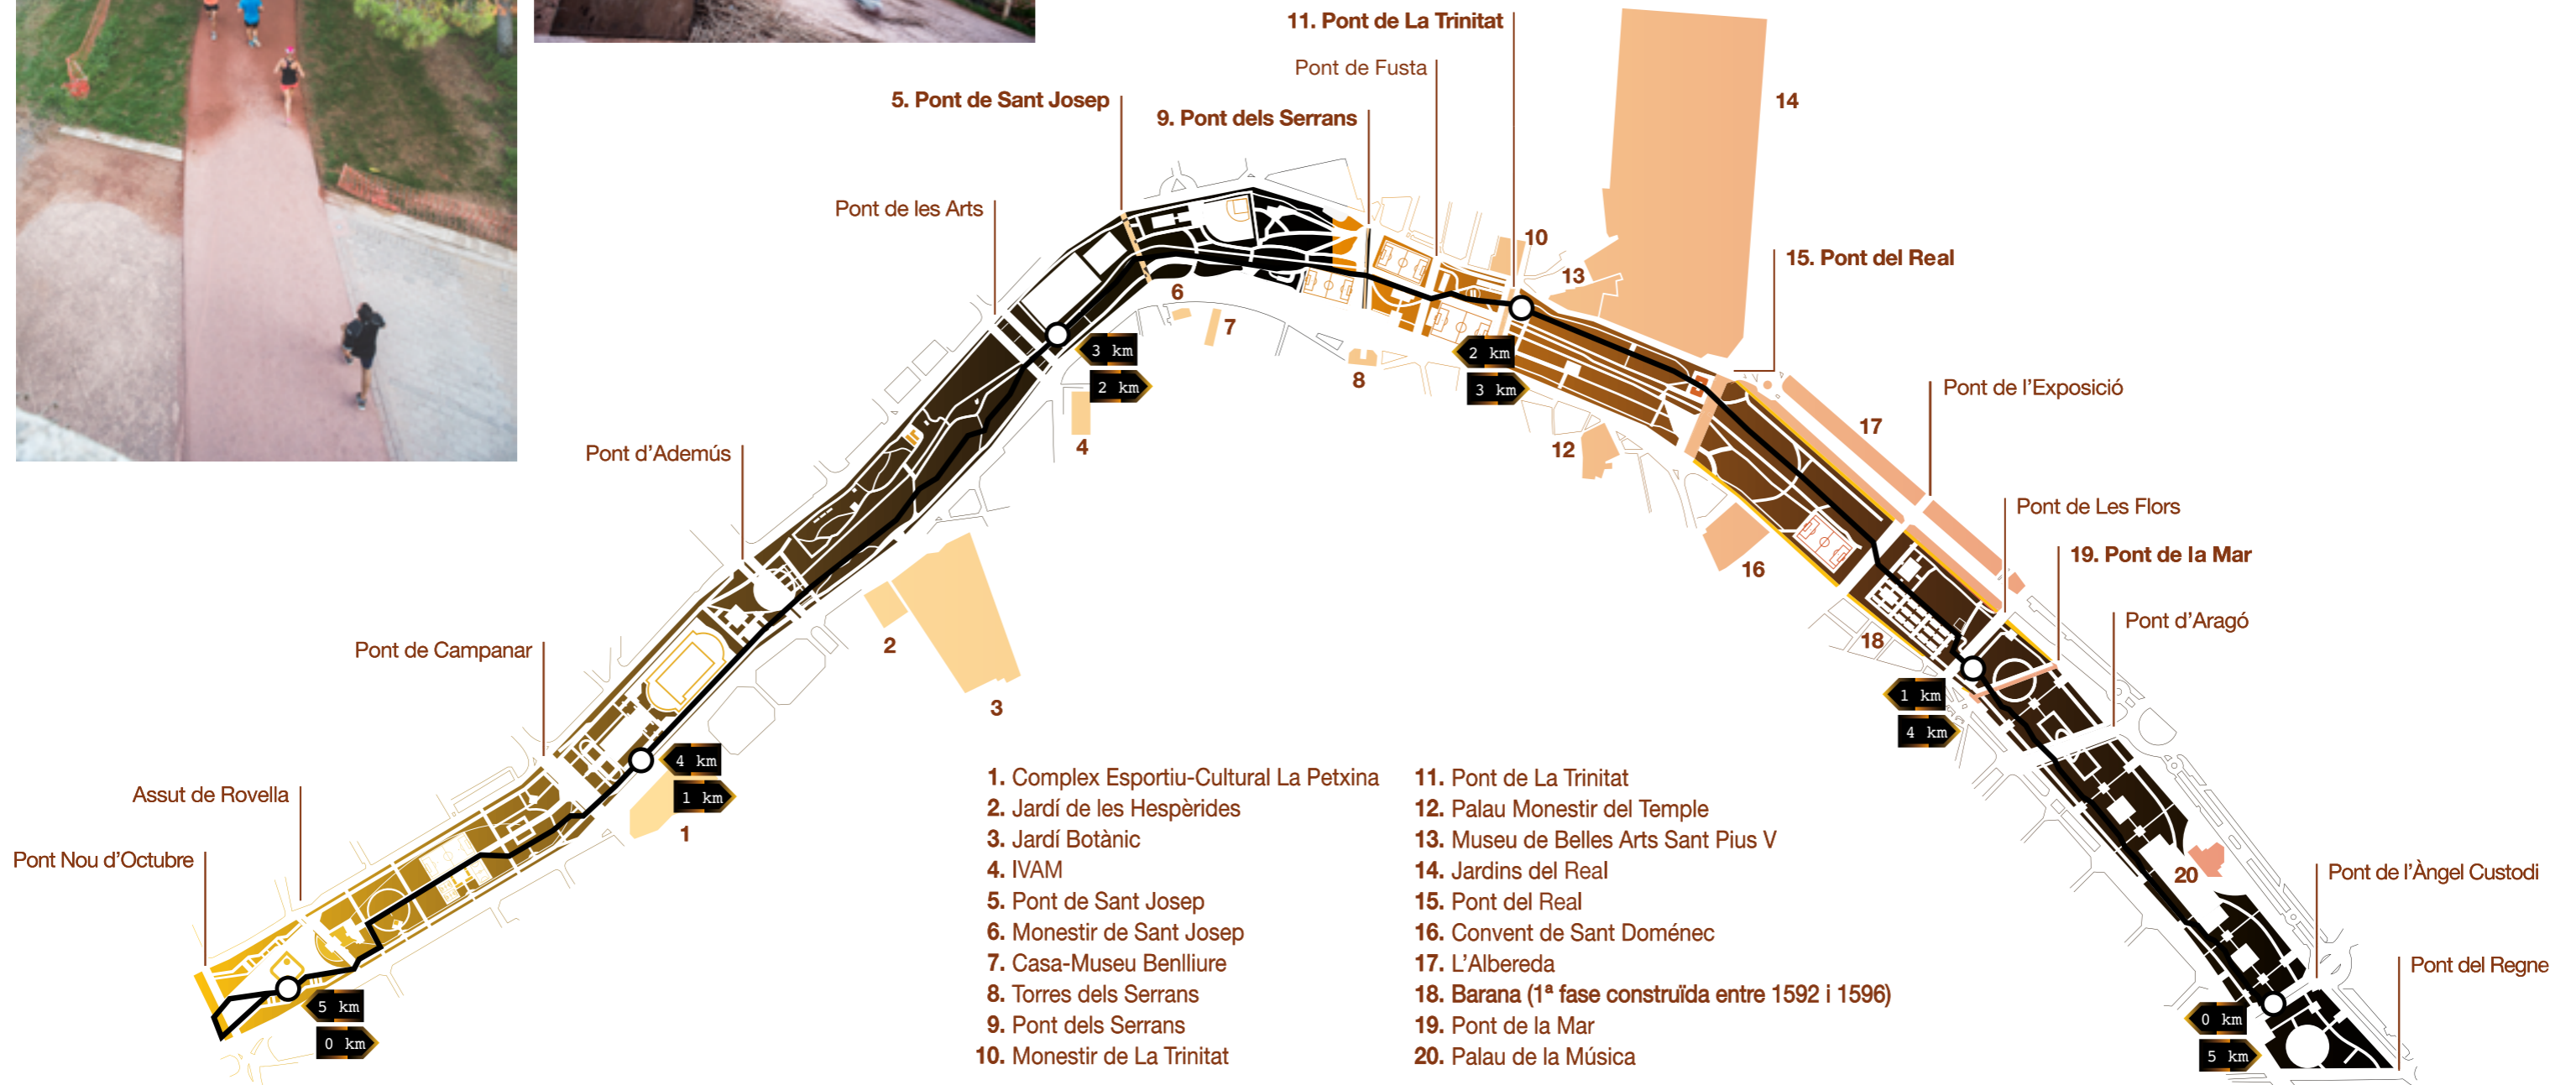 11. Pont de La Trinitat
Pont de Fusta
5. Pont de Sant Josep
9. Pont dels Serrans
14
Pont de les Arts
10
13
15. Pont del Real
6
7
3 km
2 km
2 km
3 km
8
4
12
17
Pont de l'Exposició
Pont d'Ademús
Pont de Les Flors
16
19. Pont de la Mar
2
3
18
Pont d'Aragó
Pont de Campanar
1 km
4 km
4 km
1 km
1
Assut de Rovella
Pont Nou d'Octubre
20
Pont de l'Àngel Custodi
Pont del Regne
5 km
0 km
0 km
5 km
1. Complex Esportiu-Cultural La Petxina
2. Jardí de les Hespèrides
3. Jardí Botànic
4. IVAM
5. Pont de Sant Josep
6. Monestir de Sant Josep
7. Casa-Museu Benlliure
8. Torres dels Serrans
9. Pont dels Serrans
10. Monestir de La Trinitat
11. Pont de La Trinitat
12. Palau Monestir del Temple
13. Museu de Belles Arts Sant Pius V
14. Jardins del Real
15. Pont del Real
16. Convent de Sant Doménec
17. L'Albereda
18. Barana (1ª fase construïda entre 1592 i 1596)
19. Pont de la Mar
20. Palau de la Música